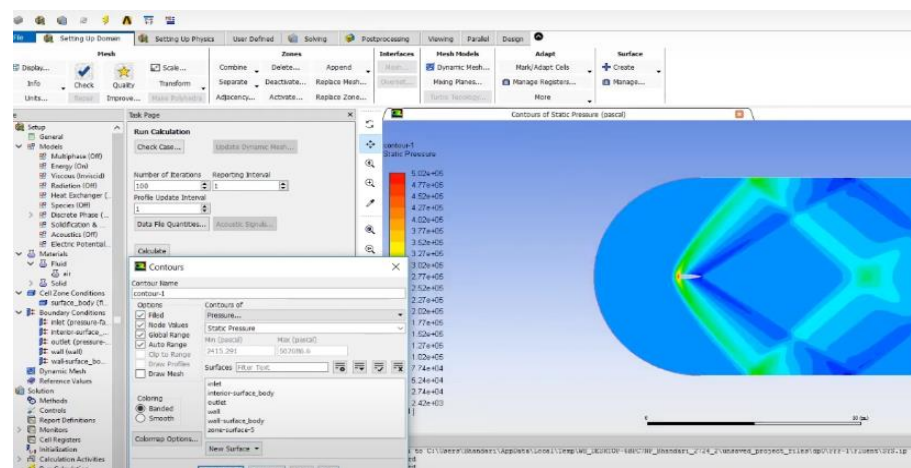 File Setting Up Domain Setting Up Physics User Defined Solving Postprocessing Viewing Parallel Design
Mesh Zones Interfaces Mesh Models Adapt Surface
Display... Scale... Combine Delete... Append Mesh... Dynamic Mesh... Mark/Adapt Cells Create
Info Check Quality Transform Separate Deactivate... Replace Mesh... Mixing Planes... Manage Registers... Manage...
Units... Repair Improve... Make Polyhedra Adjacency... Activate... Replace Zone... Turbo Topology... More
Task Page
Contours of Static Pressure (pascal)
Setup
General
Models
Multiphase (Off)
Energy (On)
Viscous (Inviscid)
Radiation (Off)
Heat Exchanger (...
Species (Off)
Discrete Phase (...
Solidification & ...
Acoustics (Off)
Electric Potential...
Materials
Fluid
air
Solid
Cell Zone Conditions
surface_body (fl...
Boundary Conditions
inlet (pressure-fa...
interior-surface_...
outlet (pressure-...
wall (wall)
wall-surface_bo...
Dynamic Mesh
Reference Values
Solution
Methods
Controls
Report Definitions
Monitors
Cell Registers
Initialization
Calculation Activities
Run Calculation
Check Case... Update Dynamic Mesh...
Number of Iterations Reporting Interval
100 1
Profile Update Interval
1
Data File Quantities... Acoustic Signals...
Calculate
Contours
Contour Name
contour-1
Options
Filled
Node Values
Global Range
Auto Range
Clip to Range
Draw Profiles
Draw Mesh
Coloring
Banded
Smooth
Colormap Options...
Contours of
Pressure...
Static Pressure
Min (pascal) Max (pascal)
2415.291 502086.6
Surfaces Filter Text
inlet
interior-surface_body
outlet
wall
wall-surface_body
zone-surface-5
New Surface
contour-1
Static Pressure
5.02e+05
4.77e+05
4.52e+05
4.27e+05
4.02e+05
3.77e+05
3.52e+05
3.27e+05
3.02e+05
2.77e+05
2.52e+05
2.27e+05
2.02e+05
1.77e+05
1.52e+05
1.27e+05
1.02e+05
7.74e+04
5.24e+04
2.74e+04
2.42e+03
0